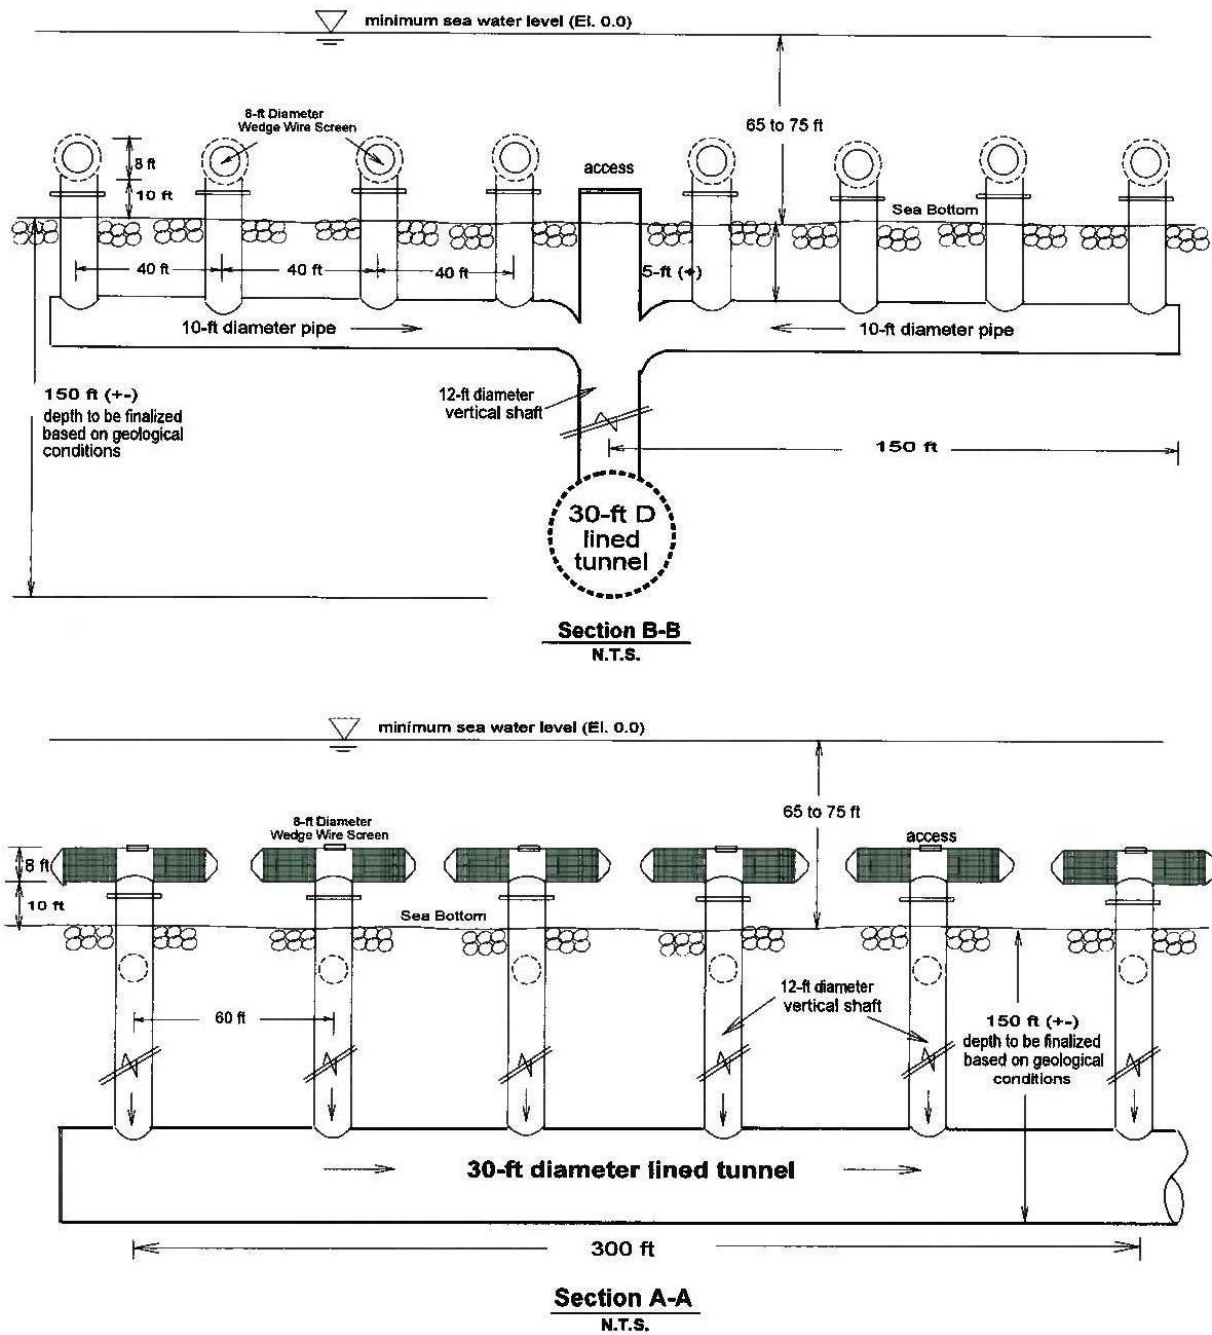 minimum sea water level (El. 0.0)
8-ft Diameter
Wedge Wire Screen
65 to 75 ft
8 ft
access
10 ft
Sea Bottom
40 ft
40 ft
40 ft
5-ft (+)
10-ft diameter pipe
10-ft diameter pipe
150 ft (+-)
depth to be finalized
based on geological
conditions
12-ft diameter
vertical shaft
150 ft
30-ft D
lined
tunnel
Section B-B
N.T.S.
minimum sea water level (El. 0.0)
65 to 75 ft
8-ft Diameter
Wedge Wire Screen
access
8 ft
10 ft
Sea Bottom
12-ft diameter
vertical shaft
60 ft
150 ft (+-)
depth to be finalized
based on geological
conditions
30-ft diameter lined tunnel
300 ft
Section A-A
N.T.S.